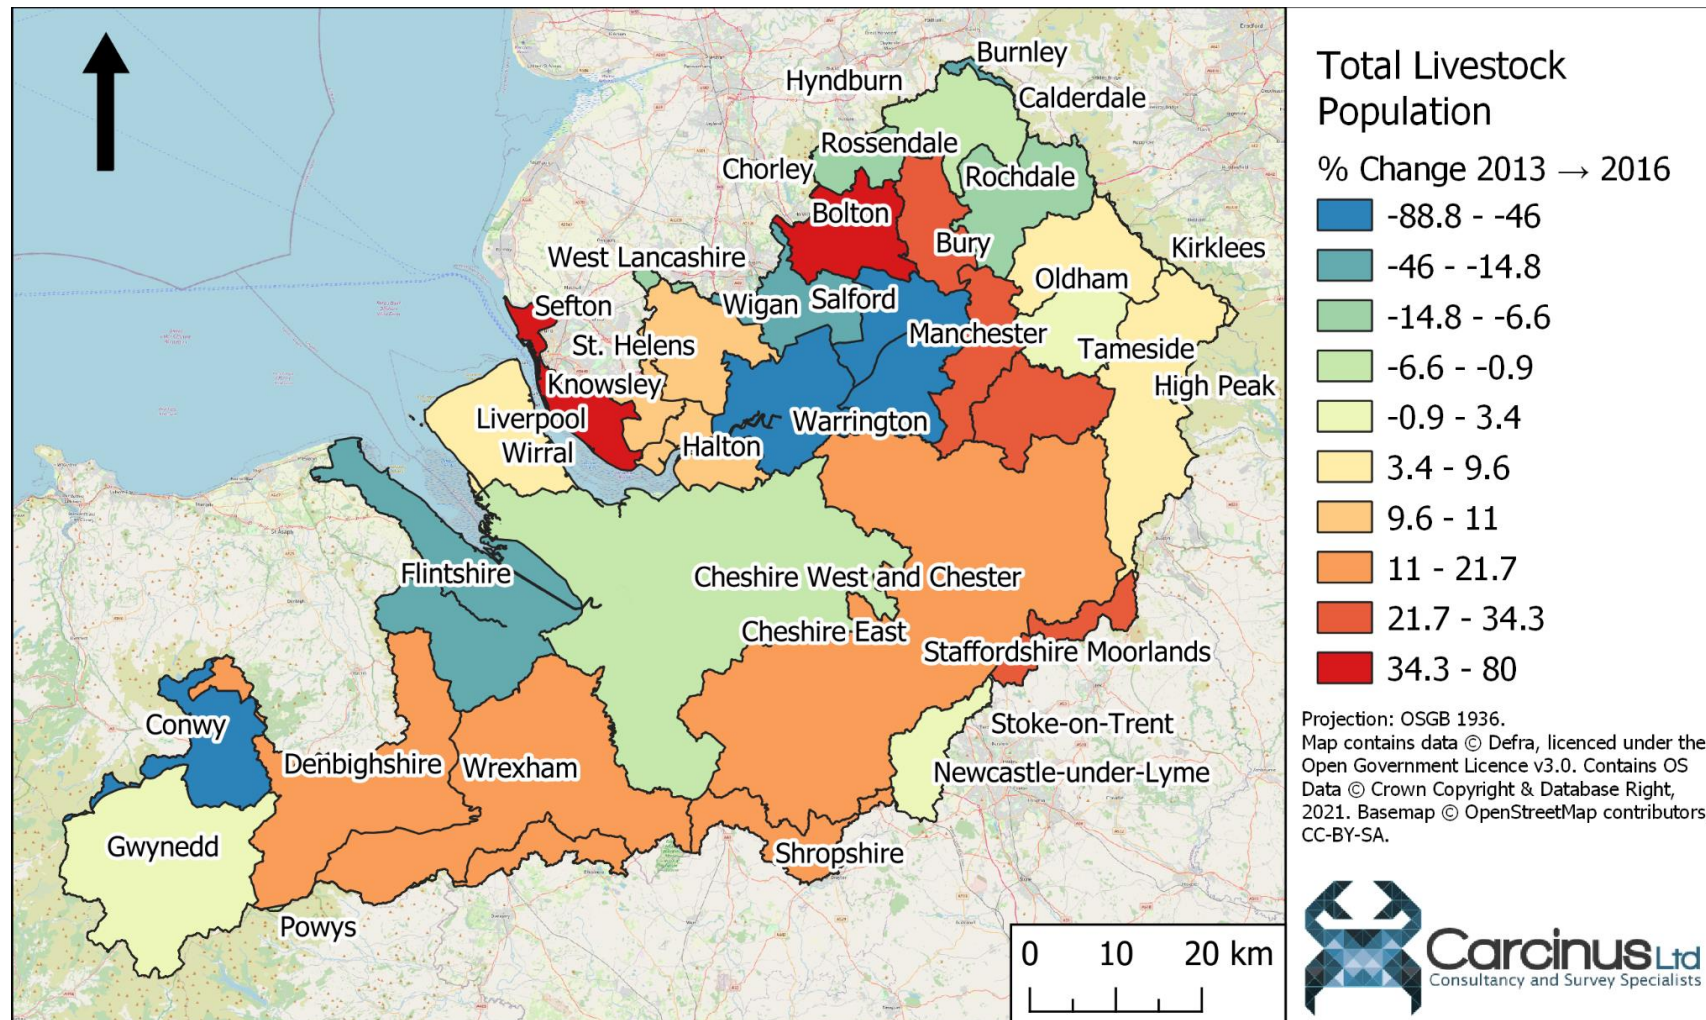 Burnley
Hyndburn
Calderdale
Rossendale
Chorley
Rochdale
Bolton
Bury
Kirklees
West Lancashire
Oldham
Sefton
Wigan
Salford
St. Helens
Manchester
Tameside
Knowsley
High Peak
Liverpool
Warrington
Wirral
Halton
Flintshire
Cheshire West and Chester
Cheshire East
Staffordshire Moorlands
Conwy
Stoke-on-Trent
Denbighshire
Wrexham
Newcastle-under-Lyme
Gwynedd
Shropshire
Powys
0 10 20 km
Total Livestock
Population
% Change 2013 → 2016
-88.8 - -46
-46 - -14.8
-14.8 - -6.6
-6.6 - -0.9
-0.9 - 3.4
3.4 - 9.6
9.6 - 11
11 - 21.7
21.7 - 34.3
34.3 - 80
Projection: OSGB 1936.
Map contains data © Defra, licenced under the
Open Government Licence v3.0. Contains OS
Data © Crown Copyright & Database Right,
2021. Basemap © OpenStreetMap contributors
CC-BY-SA.
Carcinus Ltd
Consultancy and Survey Specialists